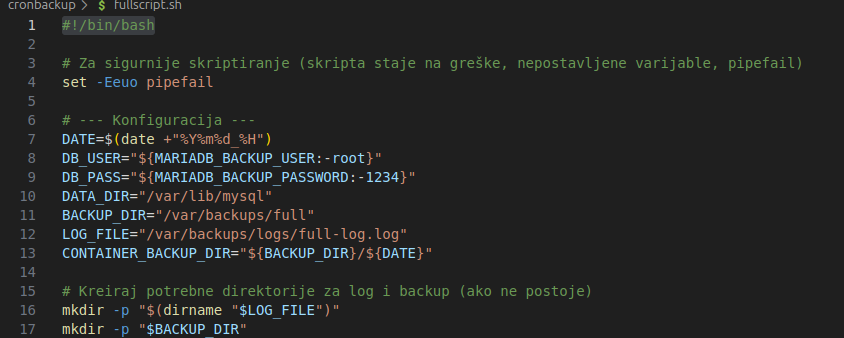 cronbackup > $ fullscript.sh
1 #!/bin/bash
2
3 # Za sigurnije skriptiranje (skripta staje na greške, nepostavljene varijable, pipefail)
4 set -Eeuo pipefail
5
6 # --- Konfiguracija ---
7 DATE=$(date +"%Y%m%d_%H")
8 DB_USER="${MARIADB_BACKUP_USER:-root}"
9 DB_PASS="${MARIADB_BACKUP_PASSWORD:-1234}"
10 DATA_DIR="/var/lib/mysql"
11 BACKUP_DIR="/var/backups/full"
12 LOG_FILE="/var/backups/logs/full-log.log"
13 CONTAINER_BACKUP_DIR="${BACKUP_DIR}/${DATE}"
14
15 # Kreiraj potrebne direktorije za log i backup (ako ne postoje)
16 mkdir -p "$(dirname "$LOG_FILE")"
17 mkdir -p "$BACKUP_DIR"